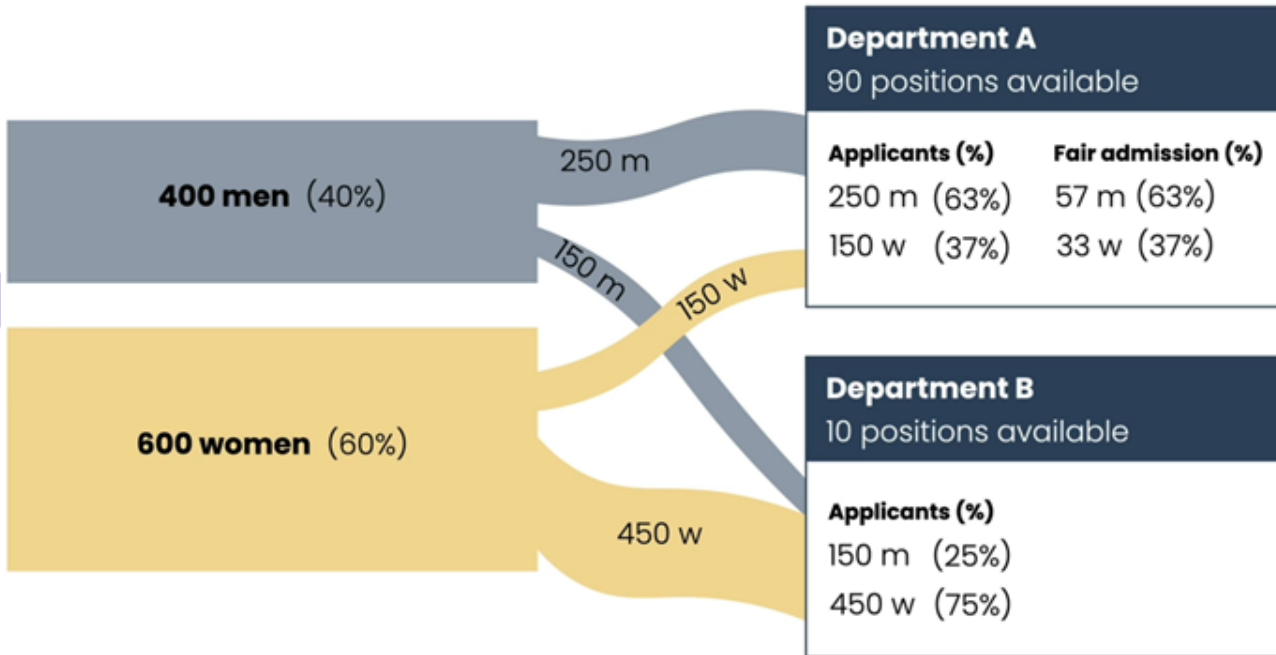 400 men (40%)
600 women (60%)
250 m
150 m
150 w
450 w
Department A
90 positions available
Applicants (%) Fair admission (%)
250 m (63%) 57 m (63%)
150 w (37%) 33 w (37%)
Department B
10 positions available
Applicants (%)
150 m (25%)
450 w (75%)